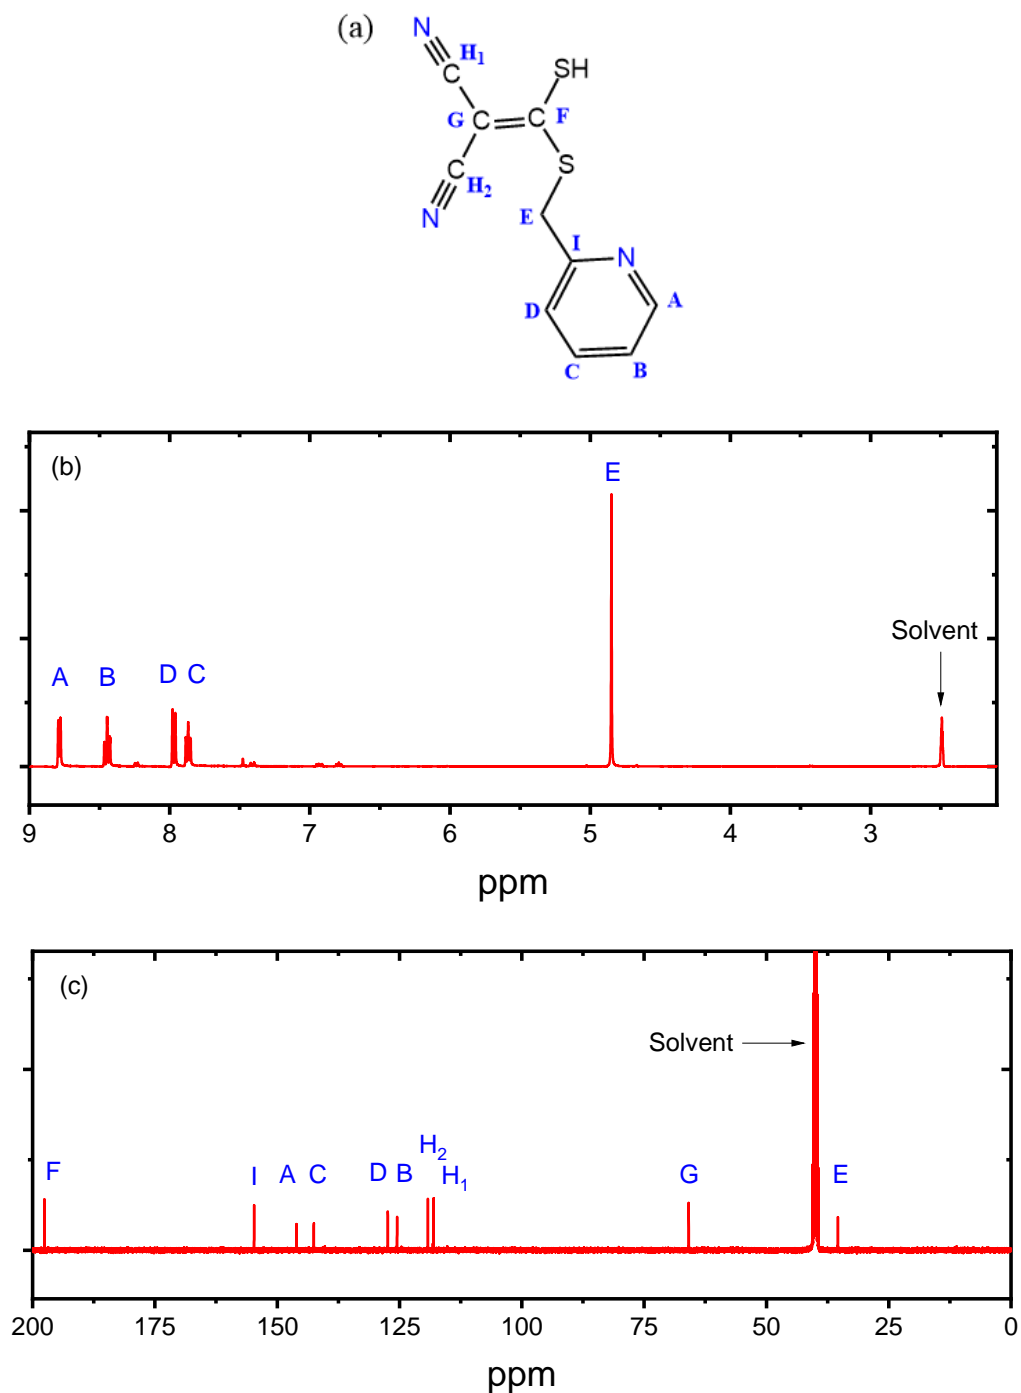 (a)
N
H₁
C
SH
G C C F
C
H₂
S
N
E
I
N
D
A
C
B
(b)
E
Solvent
A B D C
9 8 7 6 5 4 3
ppm
(c)
Solvent
H₂
F I A C D B H₁ G E
200 175 150 125 100 75 50 25 0
ppm